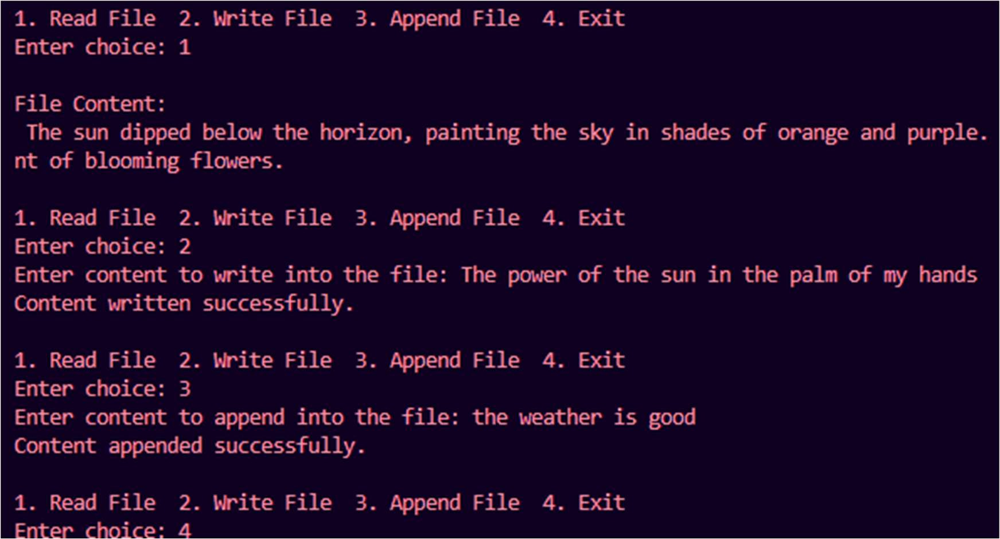 1. Read File  2. Write File  3. Append File  4. Exit
Enter choice: 1
File Content:
 The sun dipped below the horizon, painting the sky in shades of orange and purple.
nt of blooming flowers.
1. Read File  2. Write File  3. Append File  4. Exit
Enter choice: 2
Enter content to write into the file: The power of the sun in the palm of my hands
Content written successfully.
1. Read File  2. Write File  3. Append File  4. Exit
Enter choice: 3
Enter content to append into the file: the weather is good
Content appended successfully.
1. Read File  2. Write File  3. Append File  4. Exit
Enter choice: 4